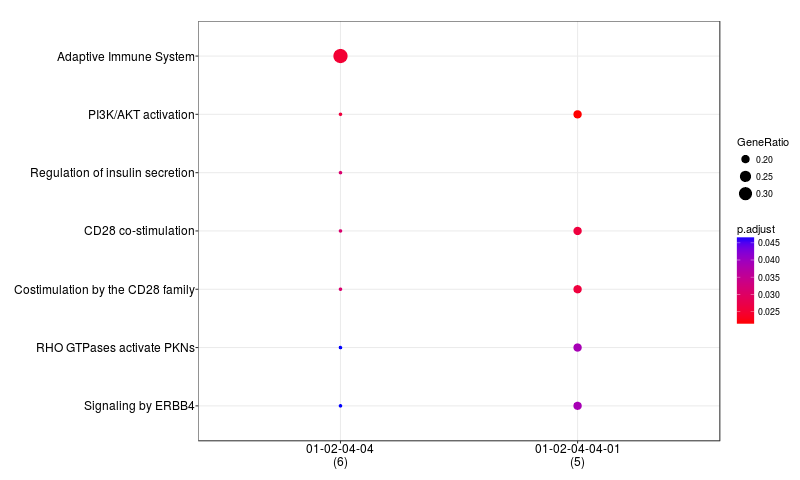 Adaptive Immune System
PI3K/AKT activation
Regulation of insulin secretion
CD28 co-stimulation
Costimulation by the CD28 family
RHO GTPases activate PKNs
Signaling by ERBB4
01-02-04-04
(6)
01-02-04-04-01
(5)
GeneRatio
0.20
0.25
0.30
p.adjust
0.045
0.040
0.035
0.030
0.025